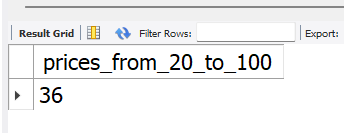 Result Grid Filter Rows: Export:
prices_from_20_to_100
36